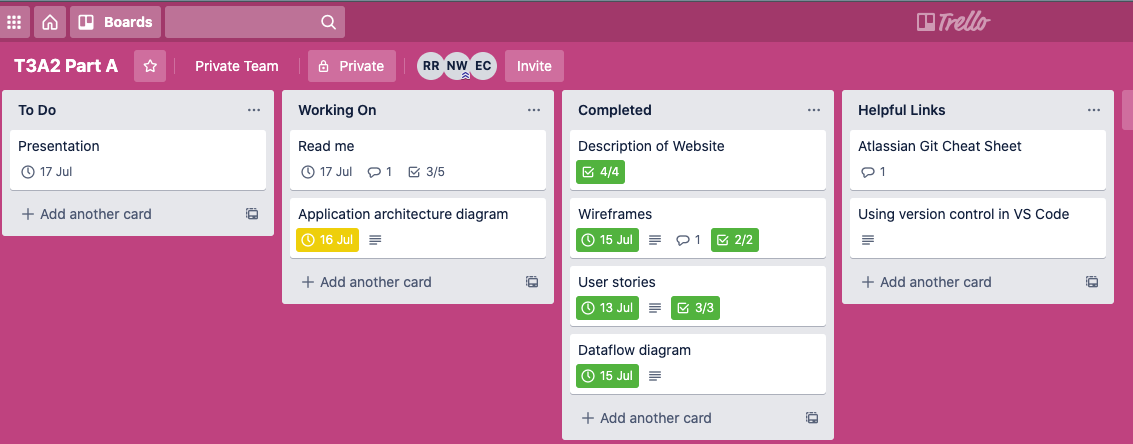 Boards
Trello
T3A2 Part A
Private Team
Private
RR NW EC
Invite
To Do
Presentation
17 Jul
+ Add another card
Working On
Read me
17 Jul 1 3/5
Application architecture diagram
16 Jul
+ Add another card
Completed
Description of Website
4/4
Wireframes
15 Jul 1 2/2
User stories
13 Jul 3/3
Dataflow diagram
15 Jul
+ Add another card
Helpful Links
Atlassian Git Cheat Sheet
1
Using version control in VS Code
+ Add another card